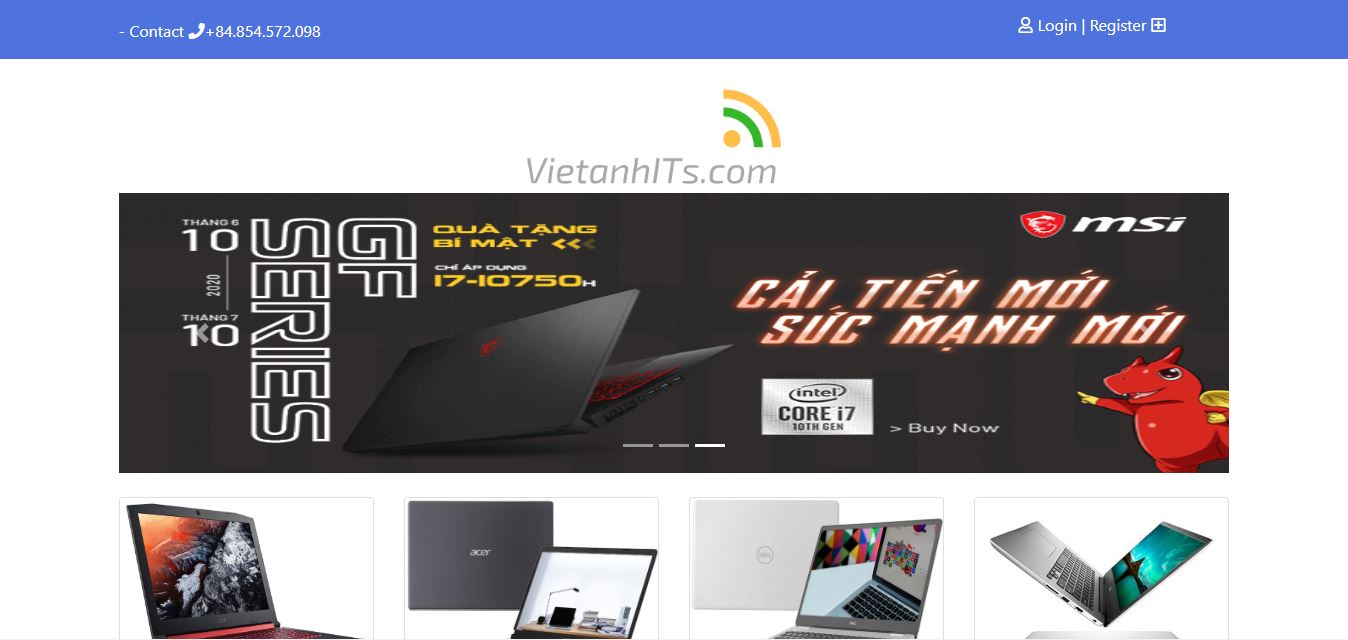 - Contact +84.854.572.098
Login | Register
VietanhITs.com
THÁNG 6
10
2020
THÁNG 7
10
GF
SERIES
QUÀ TẶNG
BÍ MẬT
CHỈ ÁP DỤNG
I7-10750H
msi
CẢI TIẾN MỚI
SỨC MẠNH MỚI
intel
CORE i7
10TH GEN
> Buy Now
acer
DELL